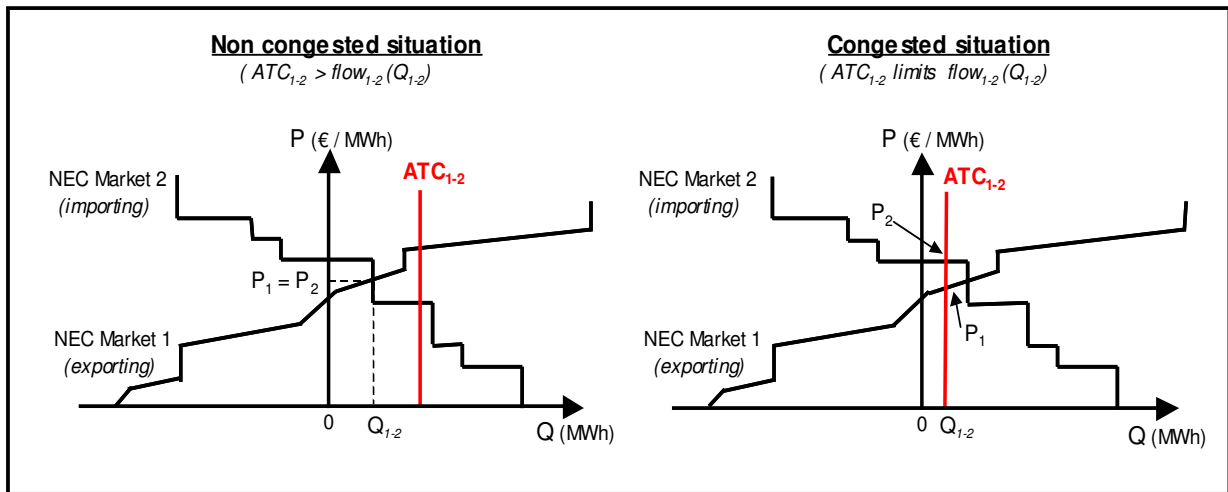 Non congested situation
( ATC1-2 > flow1-2 (Q1-2)
P (€ / MWh)
ATC1-2
NEC Market 2
(importing)
P1 = P2
NEC Market 1
(exporting)
0
Q1-2
Q (MWh)
Congested situation
( ATC1-2 limits flow1-2 (Q1-2)
P (€ / MWh)
ATC1-2
NEC Market 2
(importing)
P2
NEC Market 1
(exporting)
P1
0
Q1-2
Q (MWh)